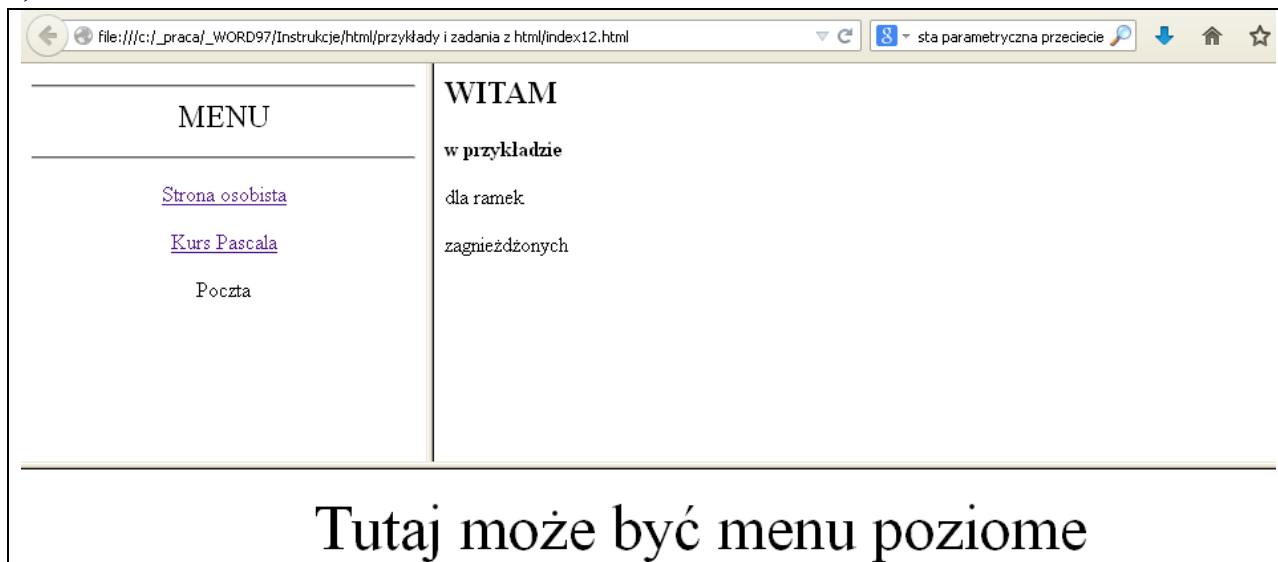 file:///c:/_praca/_WORD97/Instrukcje/html/przykłady i zadania z html/index12.html
sta parametryczna przeciecie
MENU
Strona osobista
Kurs Pascala
Poczta
WITAM
w przykladzie
dla ramek
zagnieżdżonych
Tutaj może być menu poziome